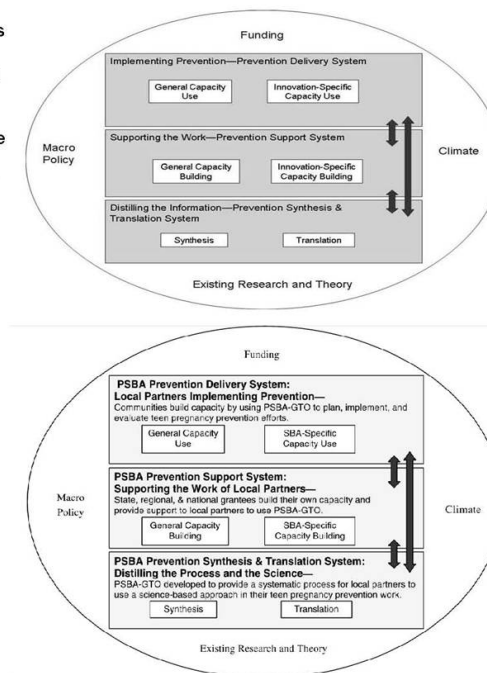 s
e
Funding
Implementing Prevention—Prevention Delivery System
General Capacity
Use
Innovation-Specific
Capacity Use
Supporting the Work—Prevention Support System
Macro
Policy
Climate
General Capacity
Building
Innovation-Specific
Capacity Building
Distilling the Information—Prevention Synthesis &
Translation System
Synthesis
Translation
Existing Research and Theory
Funding
PSBA Prevention Delivery System:
Local Partners Implementing Prevention—
Communities build capacity by using PSBA-GTO to plan, implement, and
evaluate teen pregnancy prevention efforts.
General Capacity
Use
SBA-Specific
Capacity Use
PSBA Prevention Support System:
Supporting the Work of Local Partners—
State, regional, & national grantees build their own capacity and
provide support to local partners to use PSBA-GTO.
Macro
Policy
Climate
General Capacity
Building
SBA-Specific
Capacity Building
PSBA Prevention Synthesis & Translation System:
Distilling the Process and the Science—
PSBA-GTO developed to provide a systematic process for local partners to
use a science-based approach in their teen pregnancy prevention work.
Synthesis
Translation
Existing Research and Theory